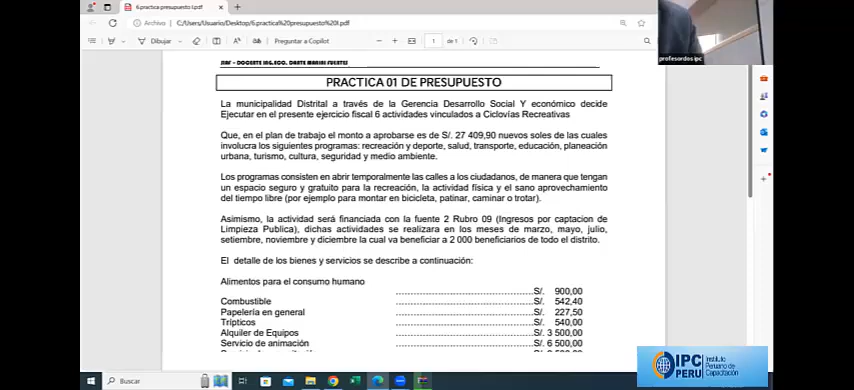 6.practica presupuesto I.pdf
Archivo
C:/Users/Usuario/Desktop/6.practica%20presupuesto%20I.pdf
Dibujar
Preguntar a Copilot
1
de 1
SIAF - DOCENTE ING.ECO. DANTE MARINI FUENTES
PRACTICA 01 DE PRESUPUESTO
La municipalidad Distrital a través de la Gerencia Desarrollo Social Y económico decide
Ejecutar en el presente ejercicio fiscal 6 actividades vinculados a Ciclovías Recreativas
Que, en el plan de trabajo el monto a aprobarse es de S/. 27 409,90 nuevos soles de las cuales
involucra los siguientes programas: recreación y deporte, salud, transporte, educación, planeación
urbana, turismo, cultura, seguridad y medio ambiente.
Los programas consisten en abrir temporalmente las calles a los ciudadanos, de manera que tengan
un espacio seguro y gratuito para la recreación, la actividad física y el sano aprovechamiento
del tiempo libre (por ejemplo para montar en bicicleta, patinar, caminar o trotar).
Asimismo, la actividad será financiada con la fuente 2 Rubro 09 (Ingresos por captacion de
Limpieza Publica), dichas actividades se realizara en los meses de marzo, mayo, julio,
setiembre, noviembre y diciembre la cual va beneficiar a 2 000 beneficiarios de todo el distrito.
El detalle de los bienes y servicios se describe a continuación:
Alimentos para el consumo humano
S/. 900,00
Combustible S/. 542,40
Papelería en general S/. 227,50
Trípticos S/. 540,00
Alquiler de Equipos S/. 3 500,00
Servicio de animación S/. 6 500,00
profesordos ipc
Buscar
IPC PERU
Instituto
Peruano de
Capacitación